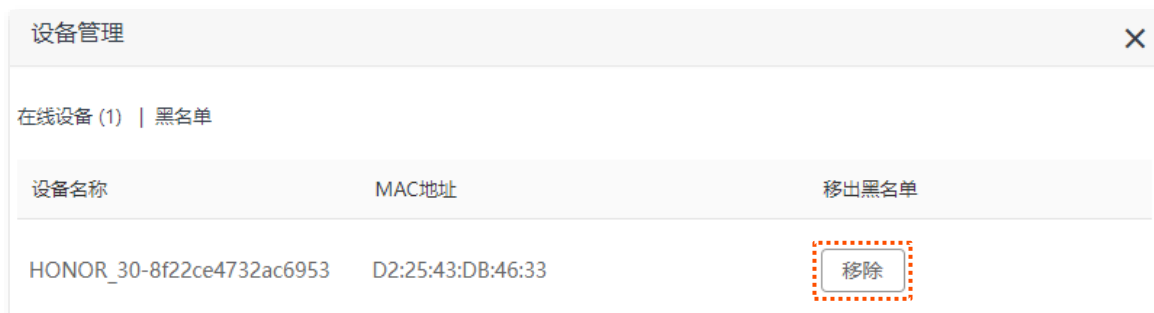 设备管理
在线设备 (1) | 黑名单
设备名称 MAC地址 移出黑名单
HONOR_30-8f22ce4732ac6953 D2:25:43:DB:46:33 移除